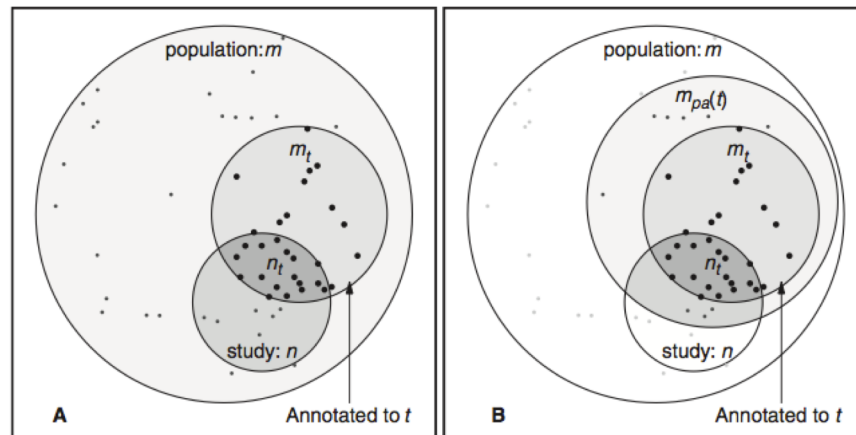 population: m
m_t
n_t
study: n
A
Annotated to t
population: m
m_pa(t)
m_t
n_t
study: n
B
Annotated to t